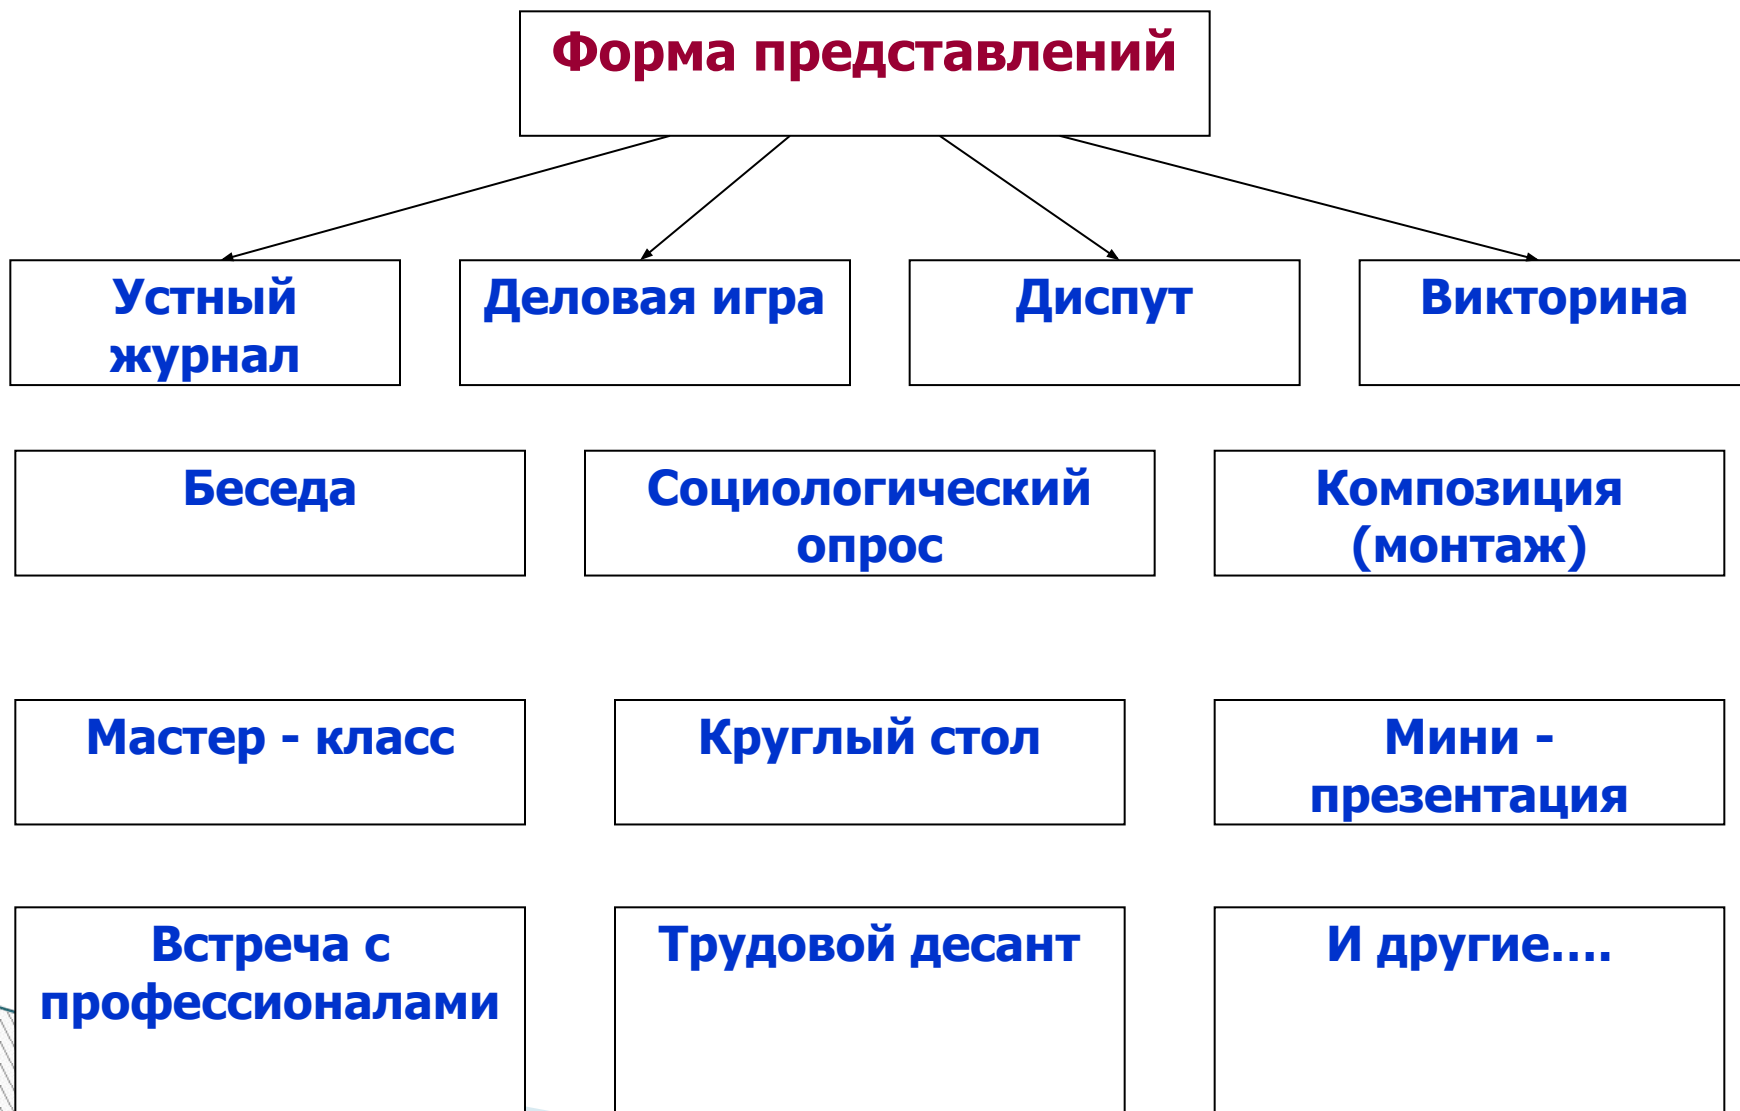 Форма представлений
Устный
журнал
Деловая игра
Диспут
Викторина
Беседа
Социологический
опрос
Композиция
(монтаж)
Мастер - класс
Круглый стол
Мини -
презентация
Встреча с
профессионалами
Трудовой десант
И другие....